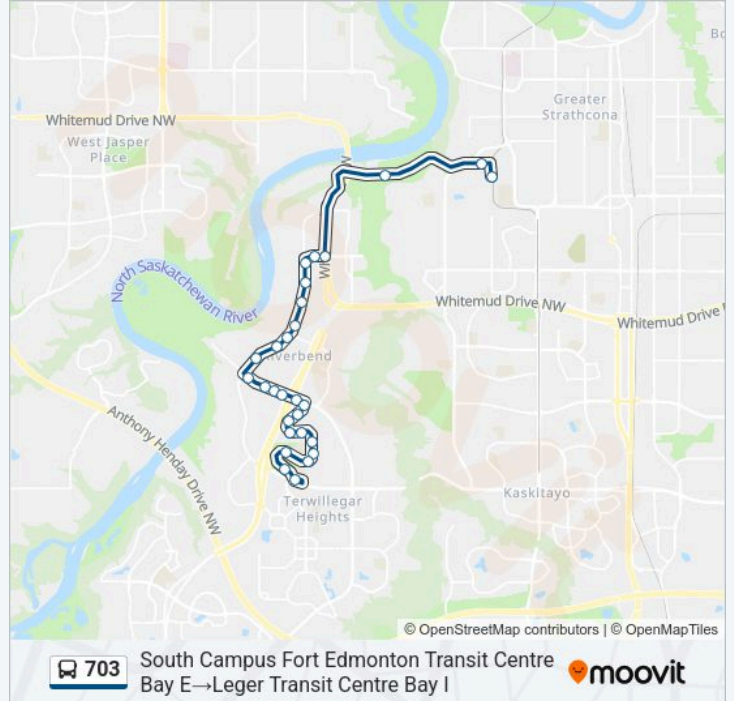 Bo
Greater
Strathcona
Whitemud Drive NW
West Jasper
Place
North Saskatchewan River
Whitemud Drive NW
Whitemud Drive
verbend
Anthony Henday Drive NW
Kaskitayo
Terwillegar
Heights
© OpenStreetMap contributors | © OpenMapTiles
703
South Campus Fort Edmonton Transit Centre
Bay E→Leger Transit Centre Bay I
moovit